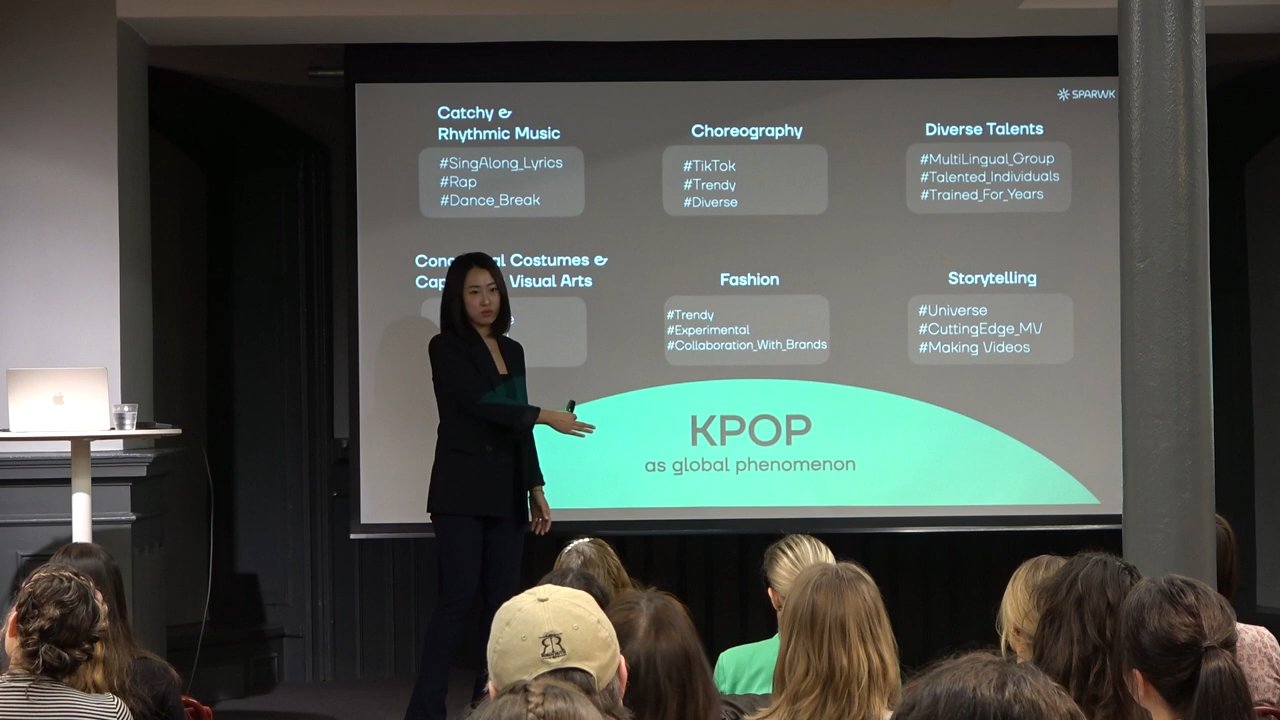 SPARWK
Catchy &
Rhythmic Music
#SingAlong_Lyrics
#Rap
#Dance_Break
Choreography
#TikTok
#Trendy
#Diverse
Diverse Talents
#MultiLingual_Group
#Talented_Individuals
#Trained_For_Years
Costumes &
Visual Arts
Fashion
#Trendy
#Experimental
#Collaboration_With_Brands
Storytelling
#Universe
#CuttingEdge_MV
#Making Videos
KPOP
as global phenomenon